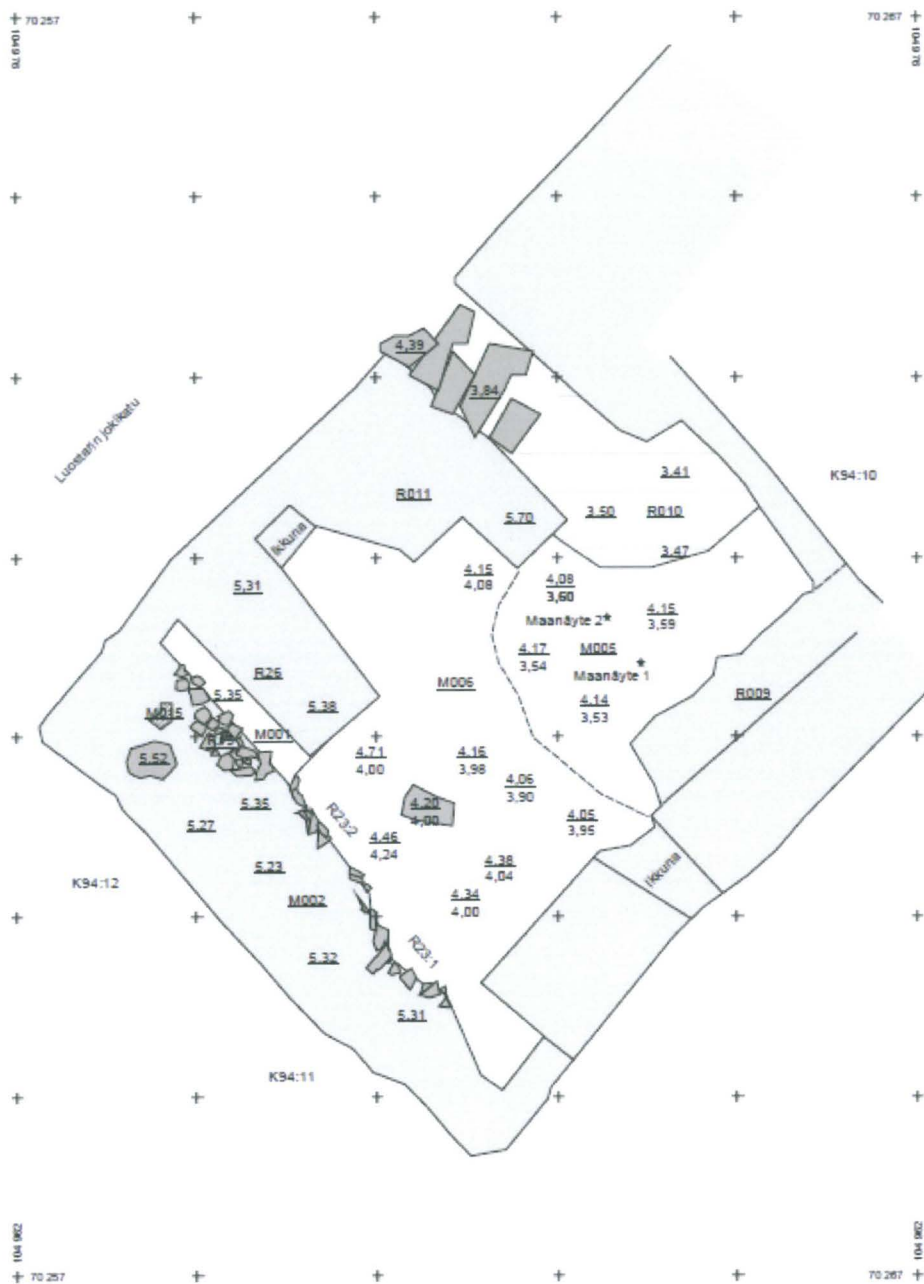 70 257
70 267
104 976
104 976
4,39
3,84
Luostarin jokikatu
K94:10
3.41
R011
5.70
3.50
R010
3.47
Ikkuna
4.15
4,08
4,08
3,60
5,31
4.15
3,59
Maanäyte 2*
4.17
3,54
M005
Maanäyte 1
*
R26
M006
5.35
5.38
4.14
3,53
R009
M015
M001
5.52
4.71
4,00
4.16
3,98
4.06
3,90
5.35
R23:2
4.20
4,00
4.05
3,95
5.27
4.46
4,24
5.23
4.38
4,04
Ikkuna
K94:12
M002
4.34
4,00
R23:1
5.32
5.31
K94:11
104 962
104 962
70 257
70 267